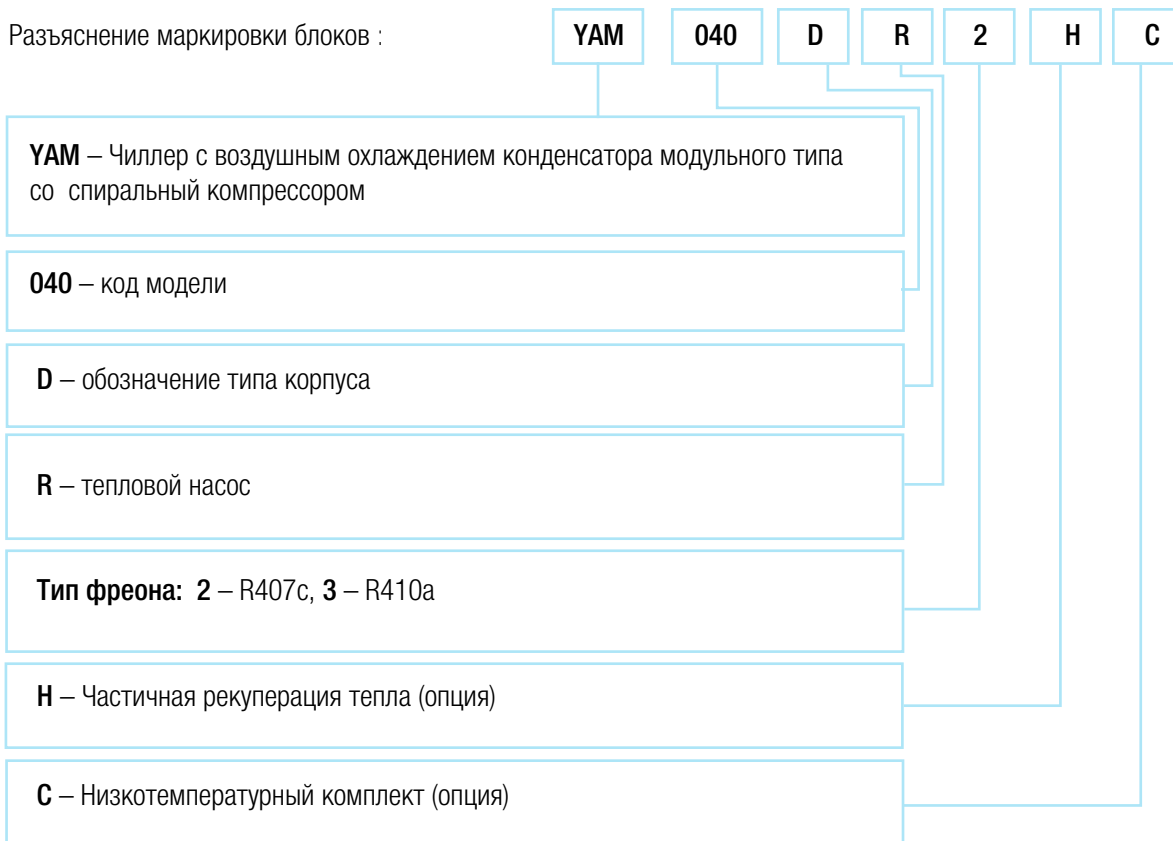 Разъяснение маркировки блоков :
YAM 040 D R 2 H C
YAM – Чиллер с воздушным охлаждением конденсатора модульного типа
со спиральный компрессором
040 – код модели
D – обозначение типа корпуса
R – тепловой насос
Тип фреона: 2 – R407c, 3 – R410a
H – Частичная рекуперация тепла (опция)
C – Низкотемпературный комплект (опция)